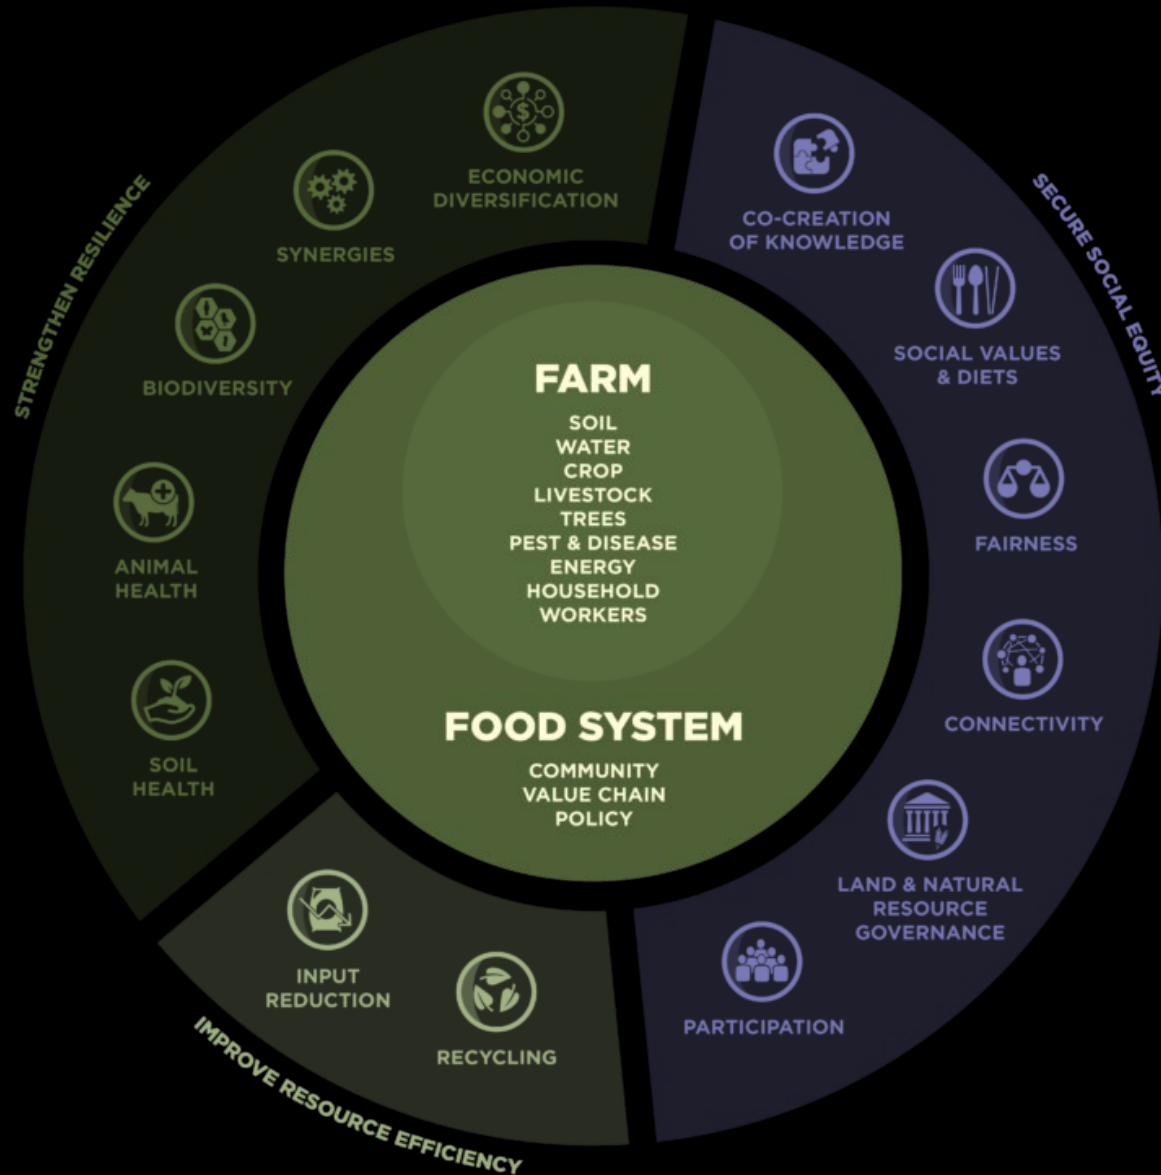 STRENGTHEN RESILIENCE
ECONOMIC
DIVERSIFICATION
SYNERGIES
BIODIVERSITY
ANIMAL
HEALTH
SOIL
HEALTH
SECURE SOCIAL EQUITY
CO-CREATION
OF KNOWLEDGE
SOCIAL VALUES
& DIETS
FAIRNESS
CONNECTIVITY
LAND & NATURAL
RESOURCE
GOVERNANCE
PARTICIPATION
IMPROVE RESOURCE EFFICIENCY
INPUT
REDUCTION
RECYCLING
FARM
SOIL
WATER
CROP
LIVESTOCK
TREES
PEST & DISEASE
ENERGY
HOUSEHOLD
WORKERS
FOOD SYSTEM
COMMUNITY
VALUE CHAIN
POLICY
$